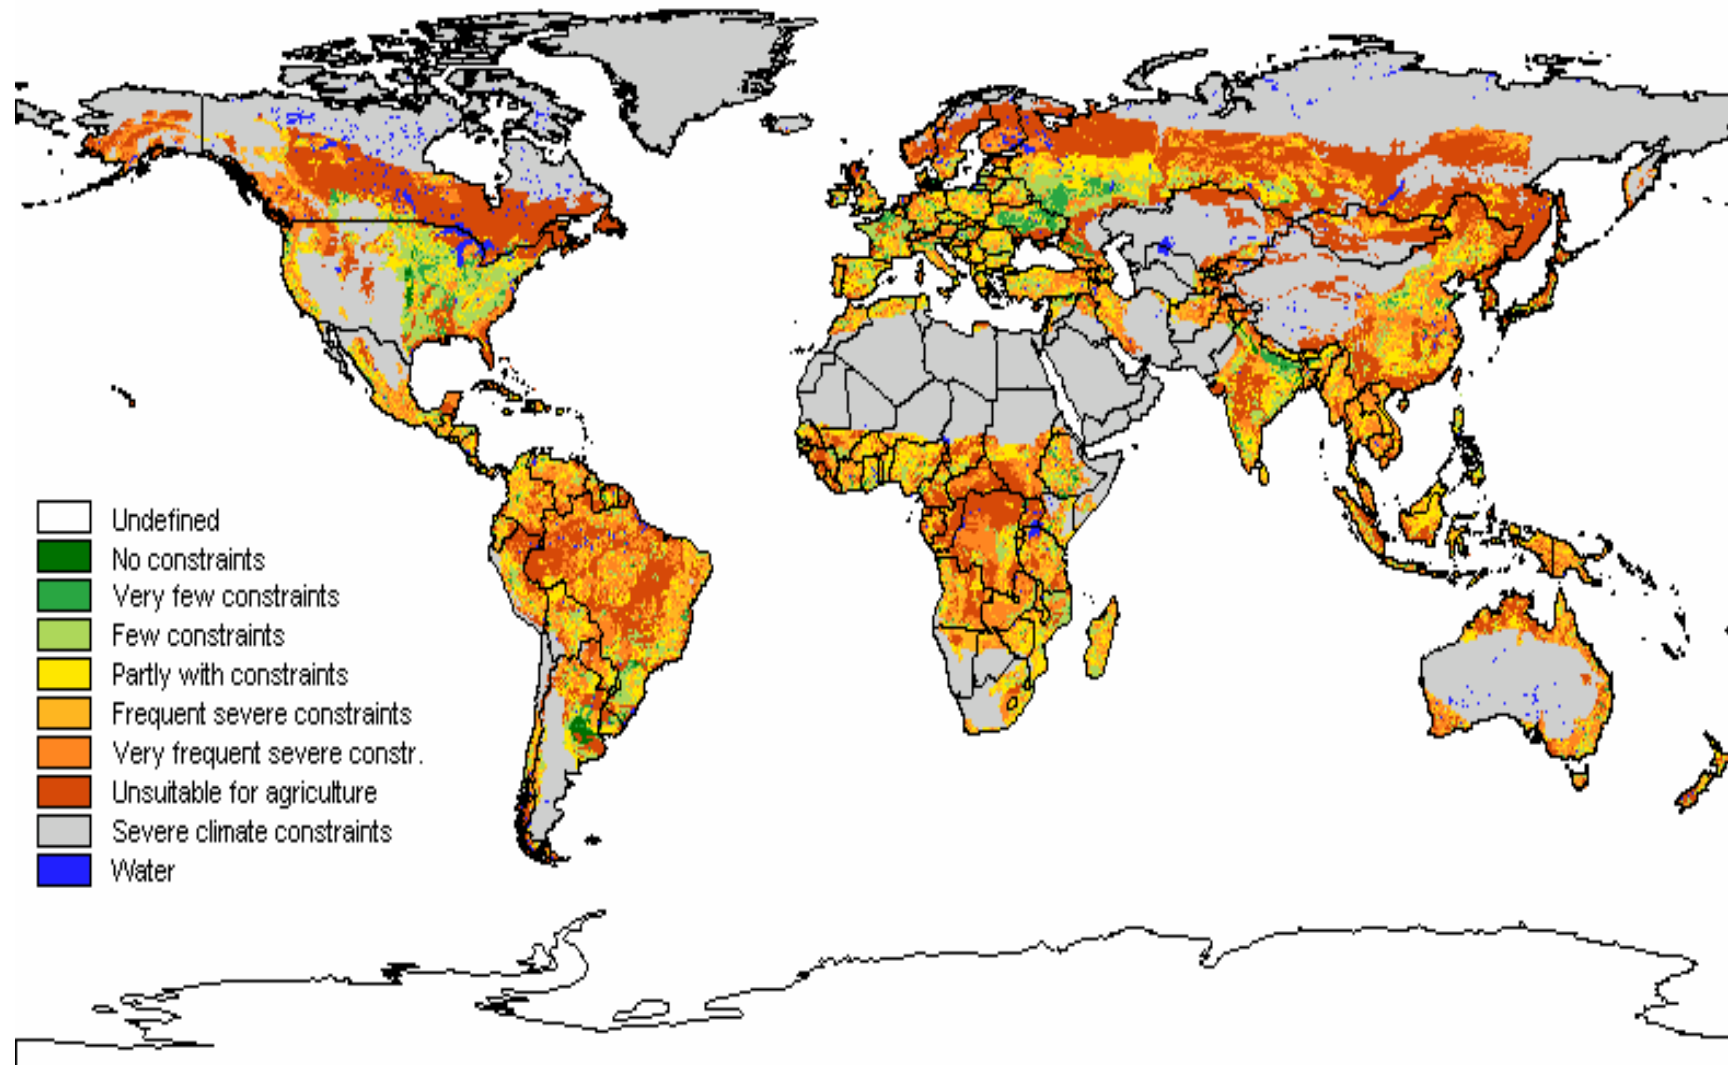 Undefined
No constraints
Very few constraints
Few constraints
Partly with constraints
Frequent severe constraints
Very frequent severe constr.
Unsuitable for agriculture
Severe climate constraints
Water